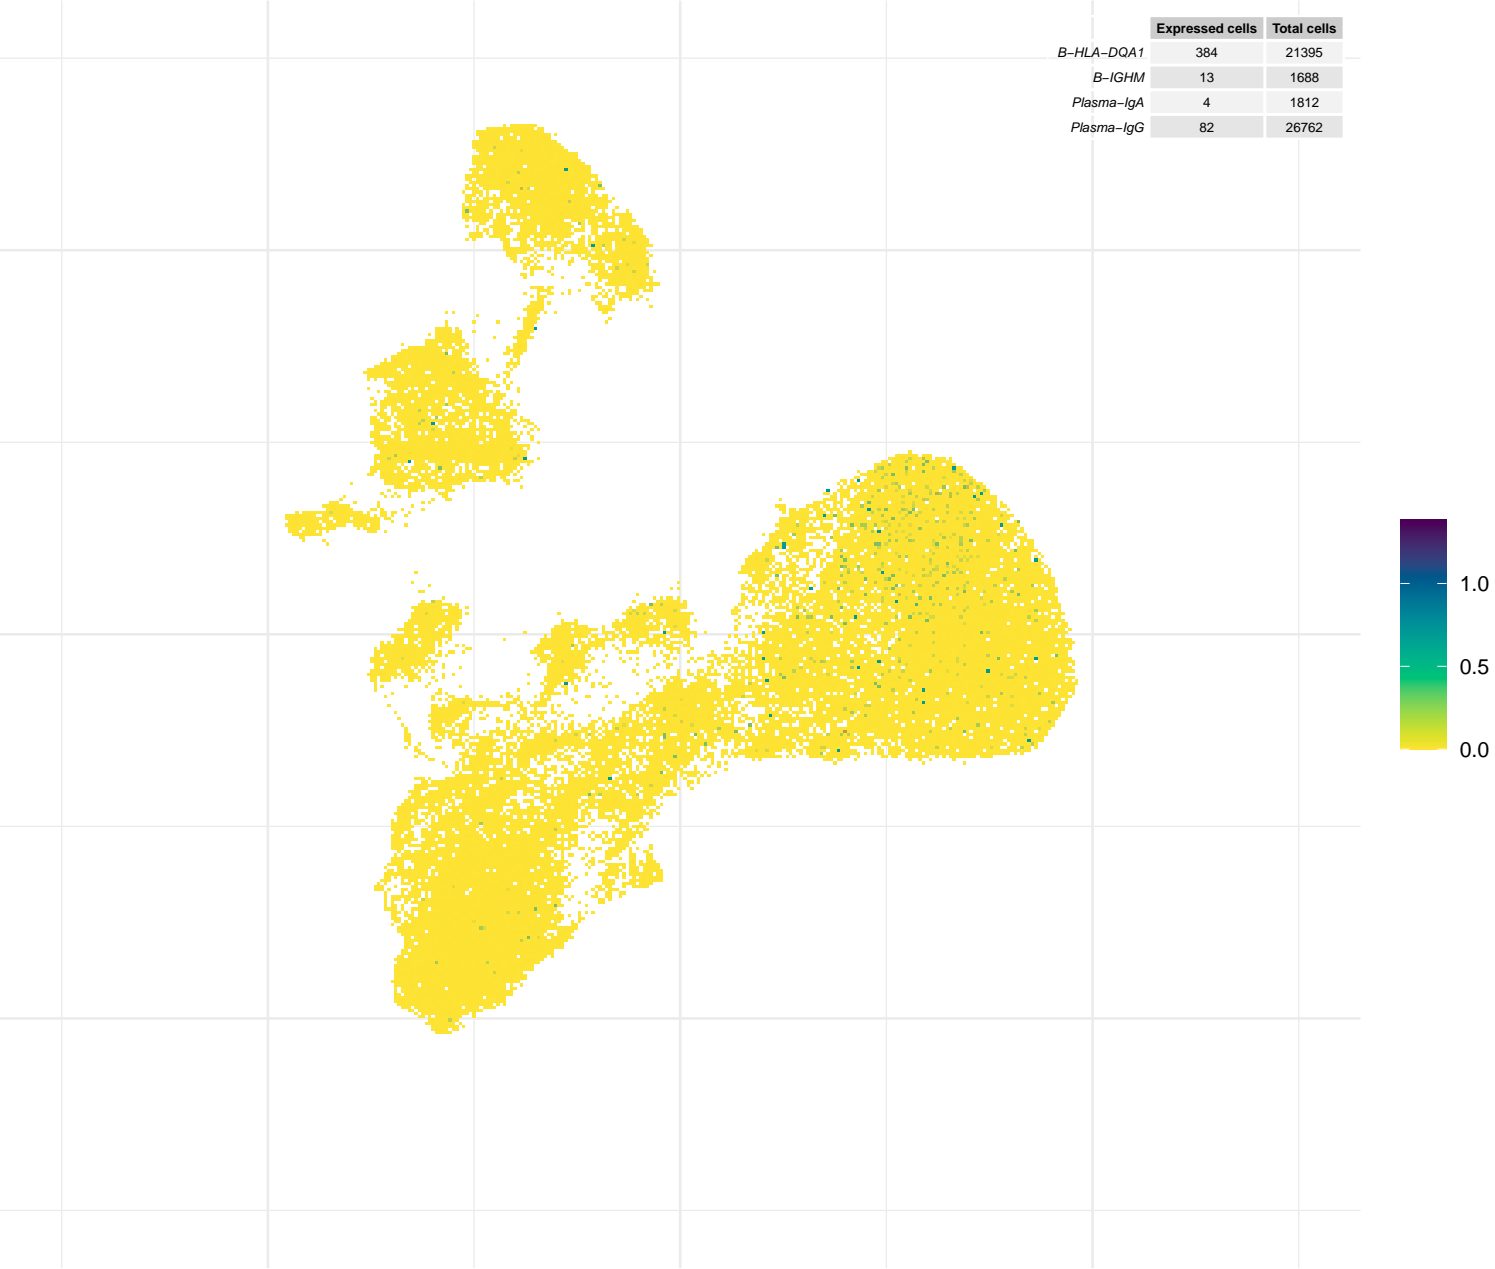 Expressed cells Total cells
B−HLA−DQA1 384 21395
B−IGHM 13 1688
Plasma−IgA 4 1812
Plasma−IgG 82 26762
1.0
0.5
0.0